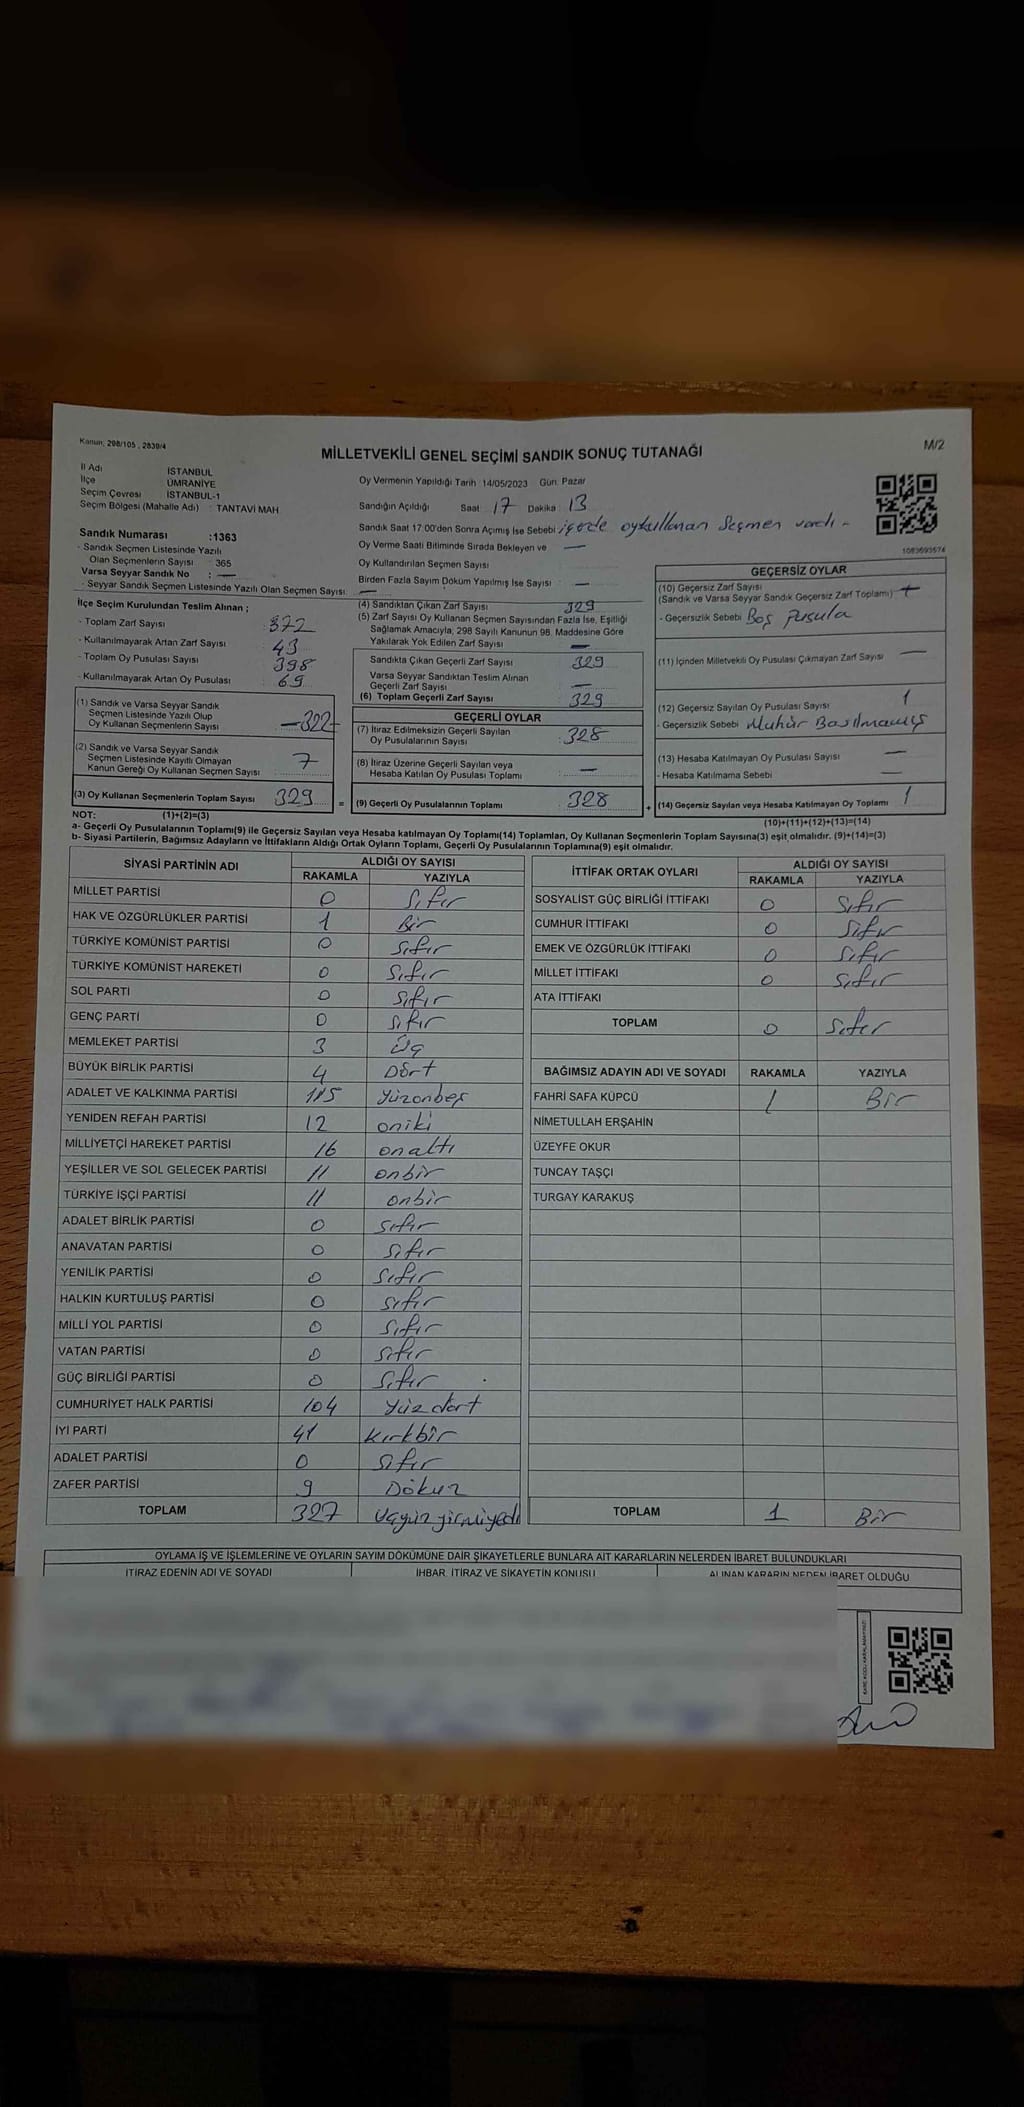 Kanun: 298/105 , 2839/4
MİLLETVEKİLİ GENEL SEÇİMİ SANDIK SONUÇ TUTANAĞI
M/2
İl Adı İSTANBUL
İlçe ÜMRANİYE
Seçim Çevresi İSTANBUL-1
Seçim Bölgesi (Mahalle Adı) : TANTAVİ MAH
Sandık Numarası :1363
- Sandık Seçmen Listesinde Yazılı
Olan Seçmenlerin Sayısı : 365
Varsa Seyyar Sandık No : —
- Seyyar Sandık Seçmen Listesinde Yazılı Olan Seçmen Sayısı: —
Oy Vermenin Yapıldığı Tarih :14/05/2023 Gün: Pazar
Sandığın Açıldığı Saat 17 Dakika 13
Sandık Saat 17:00'den Sonra Açımış İse Sebebi içerde oy kullanan Seçmen vardı -
Oy Verme Saati Bitiminde Sırada Bekleyen ve —
Oy Kullandırılan Seçmen Sayısı
Birden Fazla Sayım Döküm Yapılmış İse Sayısı : —
1083693574
İlçe Seçim Kurulundan Teslim Alınan ;
- Toplam Zarf Sayısı : 372
- Kullanılmayarak Artan Zarf Sayısı : 43
- Toplam Oy Pusulası Sayısı : 398
- Kullanılmayarak Artan Oy Pusulası : 69
(1) Sandık ve Varsa Seyyar Sandık
Seçmen Listesinde Yazılı Olup
Oy Kullanan Seçmenlerin Sayısı —322
(2) Sandık ve Varsa Seyyar Sandık
Seçmen Listesinde Kayıtlı Olmayan
Kanun Gereği Oy Kullanan Seçmen Sayısı 7
(3) Oy Kullanan Seçmenlerin Toplam Sayısı 329 =
(4) Sandıktan Çıkan Zarf Sayısı : 329
(5) Zarf Sayısı Oy Kullanan Seçmen Sayısından Fazla İse, Eşitliği
Sağlamak Amacıyla, 298 Sayılı Kanunun 98. Maddesine Göre
Yakılarak Yok Edilen Zarf Sayısı : —
Sandıkta Çıkan Geçerli Zarf Sayısı : 329
Varsa Seyyar Sandıktan Teslim Alınan
Geçerli Zarf Sayısı : —
(6) Toplam Geçerli Zarf Sayısı : 329
GEÇERLİ OYLAR
(7) İtiraz Edilmeksizin Geçerli Sayılan
Oy Pusulalarının Sayısı : 328
(8) İtiraz Üzerine Geçerli Sayılan veya
Hesaba Katılan Oy Pusulası Toplamı : —
(9) Geçerli Oy Pusulalarının Toplamı 328 +
GEÇERSİZ OYLAR
(10) Geçersiz Zarf Sayısı
(Sandık ve Varsa Seyyar Sandık Geçersiz Zarf Toplamı)
- Geçersizlik Sebebi Boş Pusula
(11) İçinden Milletvekili Oy Pusulası Çıkmayan Zarf Sayısı —
(12) Geçersiz Sayılan Oy Pusulası Sayısı 1
- Geçersizlik Sebebi Mühür Basılmamış
(13) Hesaba Katılmayan Oy Pusulası Sayısı —
- Hesaba Katılmama Sebebi —
(14) Geçersiz Sayılan veya Hesaba Katılmayan Oy Toplamı 1
NOT: (1)+(2)=(3) (10)+(11)+(12)+(13)=(14)
a- Geçerli Oy Pusulalarının Toplamı(9) ile Geçersiz Sayılan veya Hesaba katılmayan Oy Toplamı(14) Toplamları, Oy Kullanan Seçmenlerin Toplam Sayısına(3) eşit olmalıdır. (9)+(14)=(3)
b- Siyasi Partilerin, Bağımsız Adayların ve İttifakların Aldığı Ortak Oyların Toplamı, Geçerli Oy Pusulalarının Toplamına(9) eşit olmalıdır.
SİYASİ PARTİNİN ADI ALDIĞI OY SAYISI
RAKAMLA YAZIYLA
MİLLET PARTİSİ 0 Sıfır
HAK VE ÖZGÜRLÜKLER PARTİSİ 1 Bir
TÜRKİYE KOMÜNİST PARTİSİ 0 Sıfır
TÜRKİYE KOMÜNİST HAREKETİ 0 Sıfır
SOL PARTİ 0 Sıfır
GENÇ PARTİ 0 Sıfır
MEMLEKET PARTİSİ 3 Üç
BÜYÜK BİRLİK PARTİSİ 4 Dört
ADALET VE KALKINMA PARTİSİ 115 Yüzonbeş
YENİDEN REFAH PARTİSİ 12 oniki
MİLLİYETÇİ HAREKET PARTİSİ 16 onaltı
YEŞİLLER VE SOL GELECEK PARTİSİ 11 onbir
TÜRKİYE İŞÇİ PARTİSİ 11 onbir
ADALET BİRLİK PARTİSİ 0 Sıfır
ANAVATAN PARTİSİ 0 Sıfır
YENİLİK PARTİSİ 0 Sıfır
HALKIN KURTULUŞ PARTİSİ 0 Sıfır
MİLLİ YOL PARTİSİ 0 Sıfır
VATAN PARTİSİ 0 Sıfır
GÜÇ BİRLİĞİ PARTİSİ 0 Sıfır
CUMHURİYET HALK PARTİSİ 104 Yüzdört
İYİ PARTİ 41 Kırkbir
ADALET PARTİSİ 0 Sıfır
ZAFER PARTİSİ 9 Dokuz
TOPLAM 327 Üçyüzyirmiyedi
İTTİFAK ORTAK OYLARI ALDIĞI OY SAYISI
RAKAMLA YAZIYLA
SOSYALİST GÜÇ BİRLİĞİ İTTİFAKI 0 Sıfır
CUMHUR İTTİFAKI 0 Sıfır
EMEK VE ÖZGÜRLÜK İTTİFAKI 0 Sıfır
MİLLET İTTİFAKI 0 Sıfır
ATA İTTİFAKI
TOPLAM 0 Sıfır
BAĞIMSIZ ADAYIN ADI VE SOYADI RAKAMLA YAZIYLA
FAHRİ SAFA KÜPCÜ 1 Bir
NİMETULLAH ERŞAHİN
ÜZEYFE OKUR
TUNCAY TAŞÇI
TURGAY KARAKUŞ
TOPLAM 1 Bir
OYLAMA İŞ VE İŞLEMLERİNE VE OYLARIN SAYIM DÖKÜMÜNE DAİR ŞİKAYETLERLE BUNLARA AİT KARARLARIN NELERDEN İBARET BULUNDUKLARI
İTİRAZ EDENİN ADI VE SOYADI İHBAR, İTİRAZ VE ŞİKAYETİN KONUSU ALINAN KARARIN NEDEN İBARET OLDUĞU